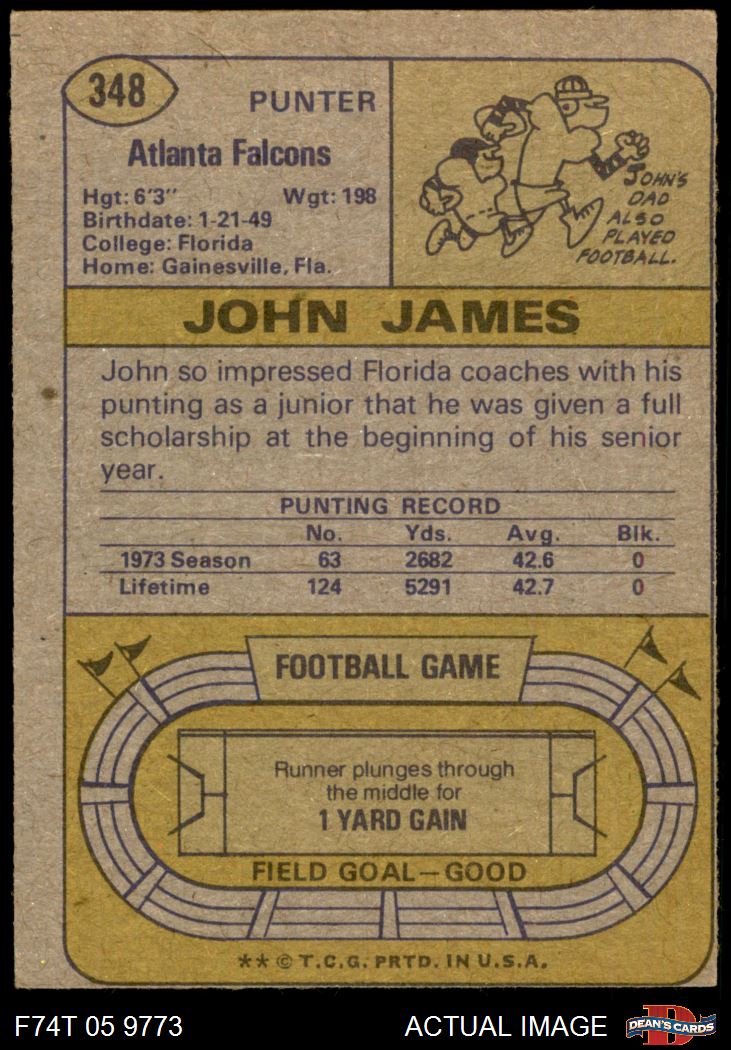 348
PUNTER
Atlanta Falcons
Hgt: 6'3" Wgt: 198
Birthdate: 1-21-49
College: Florida
Home: Gainesville, Fla.
JOHN'S
DAD
ALSO
PLAYED
FOOTBALL.
JOHN JAMES
John so impressed Florida coaches with his
punting as a junior that he was given a full
scholarship at the beginning of his senior
year.
PUNTING RECORD
No. Yds. Avg. Blk.
1973 Season 63 2682 42.6 0
Lifetime 124 5291 42.7 0
FOOTBALL GAME
Runner plunges through
the middle for
1 YARD GAIN
FIELD GOAL—GOOD
** © T.C.G. PRTD. IN U.S.A.
F74T 05 9773 ACTUAL IMAGE D DEAN'S CARDS